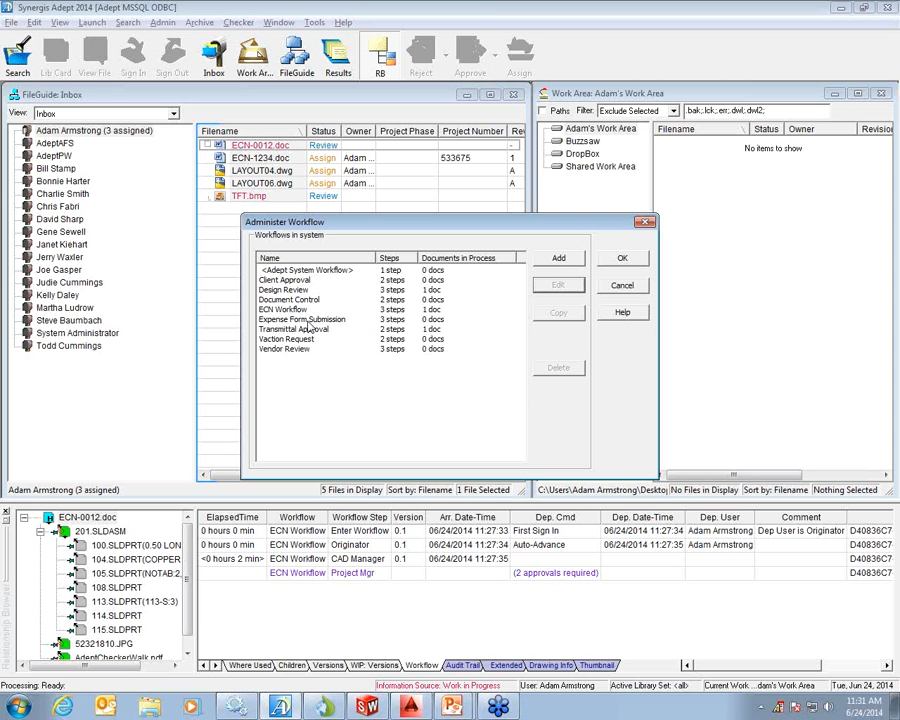 Synergis Adept 2014 [Adept MSSQL ODBC]
File Edit View Launch Search Admin Archive Checker Window Tools Help
Search Lib Card View File Sign In Sign Out Inbox Work Ar... FileGuide Results RB Reject Approve Assign
FileGuide: Inbox
View: Inbox
Adam Armstrong (3 assigned)
AdeptAFS
AdeptPW
Bill Stamp
Bonnie Harter
Charlie Smith
Chris Fabri
David Sharp
Gene Sewell
Janet Kiehart
Jerry Waxler
Joe Gasper
Judie Cummings
Kelly Daley
Martha Ludrow
Steve Baumbach
System Administrator
Todd Cummings
Filename Status Owner Project Phase Project Number Rev
ECN-0012.doc Review -
ECN-1234.doc Assign Adam ... 533675 1
LAYOUT04.dwg Assign Adam ... A
LAYOUT06.dwg Assign Adam ... A
TFT.bmp Review
Adam Armstrong (3 assigned) 5 Files in Display Sort by: Filename 1 File Selected
Work Area: Adam's Work Area
Paths Filter: Exclude Selected .bak;.lck;.err;.dwl;.dwl2;
Adam's Work Area
Buzzsaw
DropBox
Shared Work Area
Filename Status Owner Revision
No items to show
C:\Users\Adam Armstrong\Desktop No Files in Display Sort by: Filename Nothing Selected
Administer Workflow
Workflows in system
Name Steps Documents in Process
<Adept System Workflow> 1 step 0 docs
Client Approval 2 steps 0 docs
Design Review 3 steps 1 doc
Document Control 2 steps 0 docs
ECN Workflow 3 steps 1 doc
Expense Form Submission 3 steps 0 docs
Transmittal Approval 2 steps 1 doc
Vaction Request 2 steps 0 docs
Vendor Review 3 steps 0 docs
Add
Edit
Copy
Delete
OK
Cancel
Help
Relationship Browser
ECN-0012.doc
201.SLDASM
100.SLDPRT(0.50 LON
104.SLDPRT(COPPER
105.SLDPRT(NOTAB:2,
108.SLDPRT
113.SLDPRT(113-S:3)
114.SLDPRT
115.SLDPRT
52321810.JPG
AdeptCheckerWalk.pdf
ElapsedTime Workflow Workflow Step Version Arr. Date-Time Dep. Cmd Dep. Date-Time Dep. User Comment
0 hours 0 min ECN Workflow Enter Workflow 0.1 06/24/2014 11:27:33 First Sign In 06/24/2014 11:27:34 Adam Armstrong Dep User is Originator D40836C7-
0 hours 0 min ECN Workflow Originator 0.1 06/24/2014 11:27:34 Auto-Advance 06/24/2014 11:27:35 Adam Armstrong D40836C7-
<0 hours 2 min> ECN Workflow CAD Manager 0.1 06/24/2014 11:27:35 D40836C7-
ECN Workflow Project Mgr (2 approvals required) D40836C7-
Where Used Children Versions WIP: Versions Workflow Audit Trail Extended Drawing Info Thumbnail
Processing: Ready. Information Source: Work in Progress User: Adam Armstrong Active Library Set: <all> Current Work ...dam's Work Area' Tue, Jun 24, 2014
11:31 AM
6/24/2014